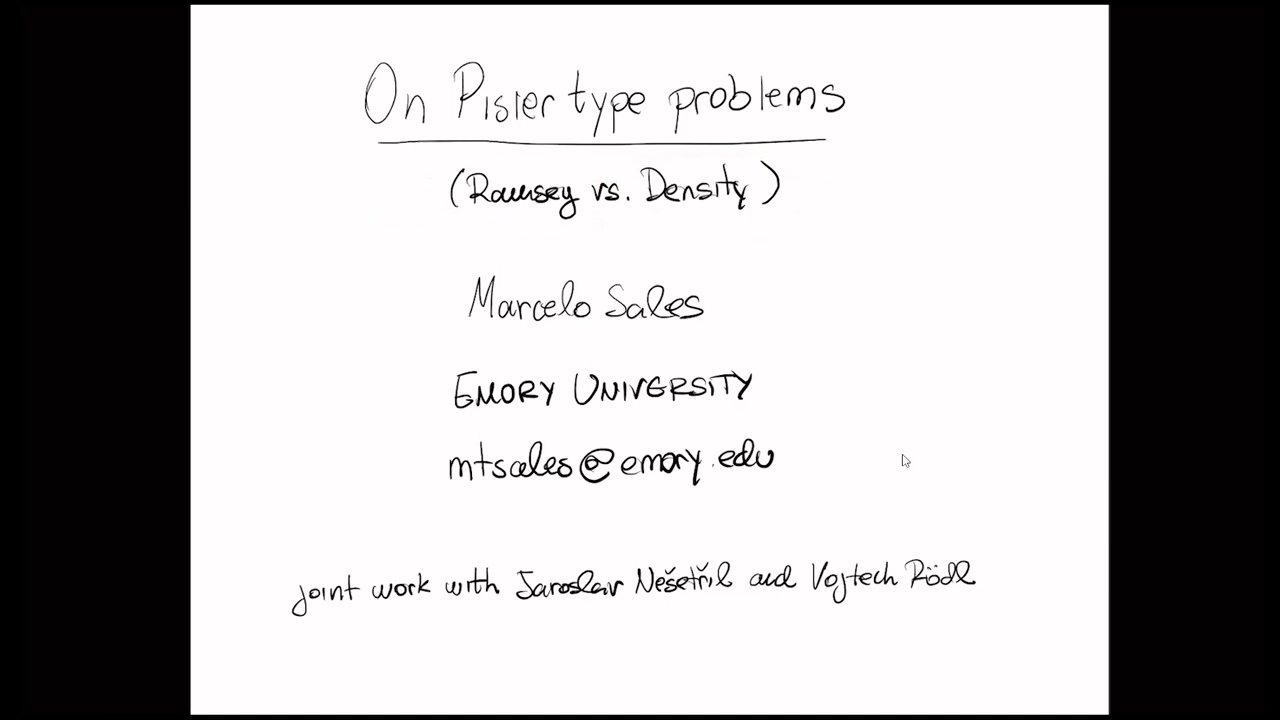 On Pisier type problems
(Ramsey vs. Density)
Marcelo Sales
EMORY UNIVERSITY
mtsales@emory.edu
joint work with Jaroslav Nešetřil and Vojtech Rödl